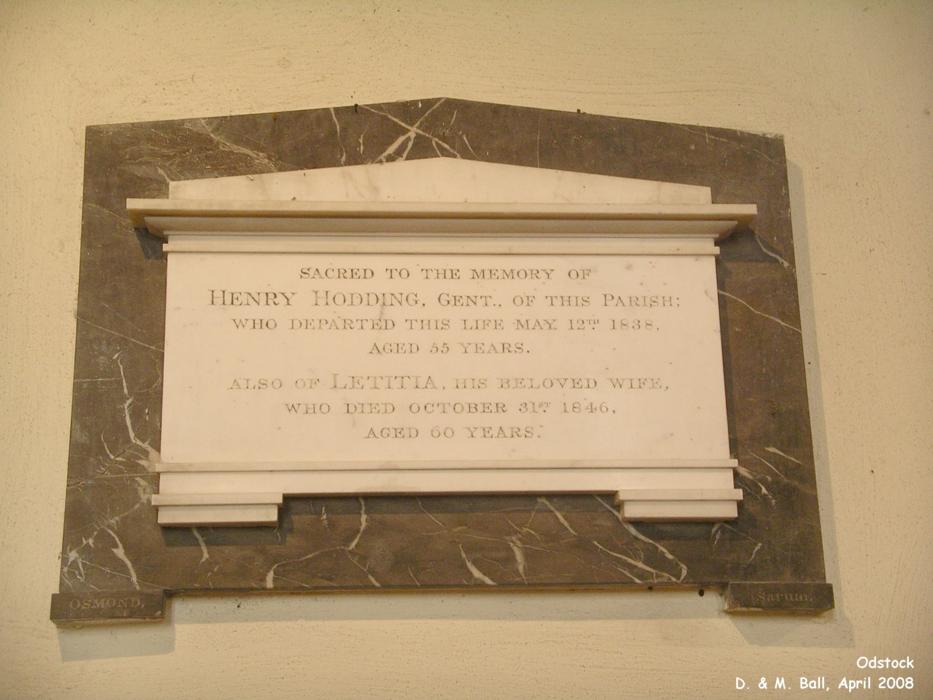 SACRED TO THE MEMORY OF
HENRY HODDING, GENT., OF THIS PARISH;
WHO DEPARTED THIS LIFE MAY 12TH 1838,
AGED 55 YEARS.
ALSO OF LETITIA, HIS BELOVED WIFE,
WHO DIED OCTOBER 31ST 1846,
AGED 60 YEARS.
OSMOND,
Sarum.
Odstock
D. & M. Ball, April 2008